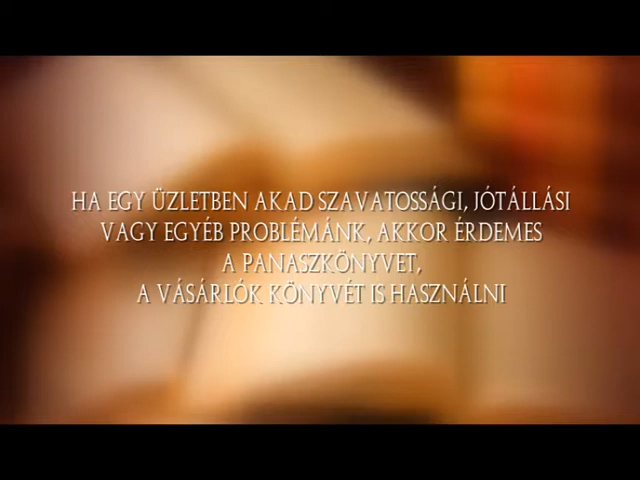 HA EGY ÜZLETBEN AKAD SZAVATOSSÁGI, JÓTÁLLÁSI
VAGY EGYÉB PROBLÉMÁNK, AKKOR ÉRDEMES
A PANASZKÖNYVET,
A VÁSÁRLÓK KÖNYVÉT IS HASZNÁLNI